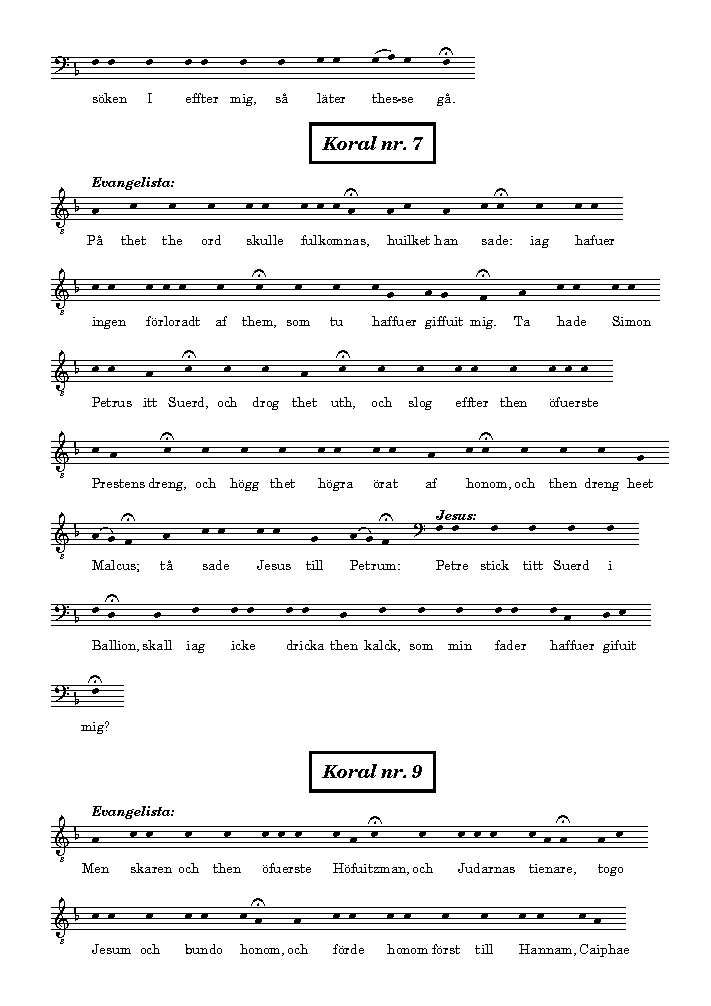 söken I effter mig, så läter thes-se gå.
Koral nr. 7
Evangelista:
På thet the ord skulle fulkomnas, huilket han sade: iag hafuer
ingen förloradt af them, som tu haffuer giffuit mig. Ta hade Simon
Petrus itt Suerd, och drog thet uth, och slog effter then öfuerste
Prestens dreng, och högg thet högra örat af honom, och then dreng heet
Jesus:
Malcus; tå sade Jesus till Petrum: Petre stick titt Suerd i
Ballion, skall iag icke dricka then kalck, som min fader haffuer gifuit
mig?
Koral nr. 9
Evangelista:
Men skaren och then öfuerste Höfuitzman, och Judarnas tienare, togo
Jesum och bundo honom, och förde honom först till Hannam, Caiphae